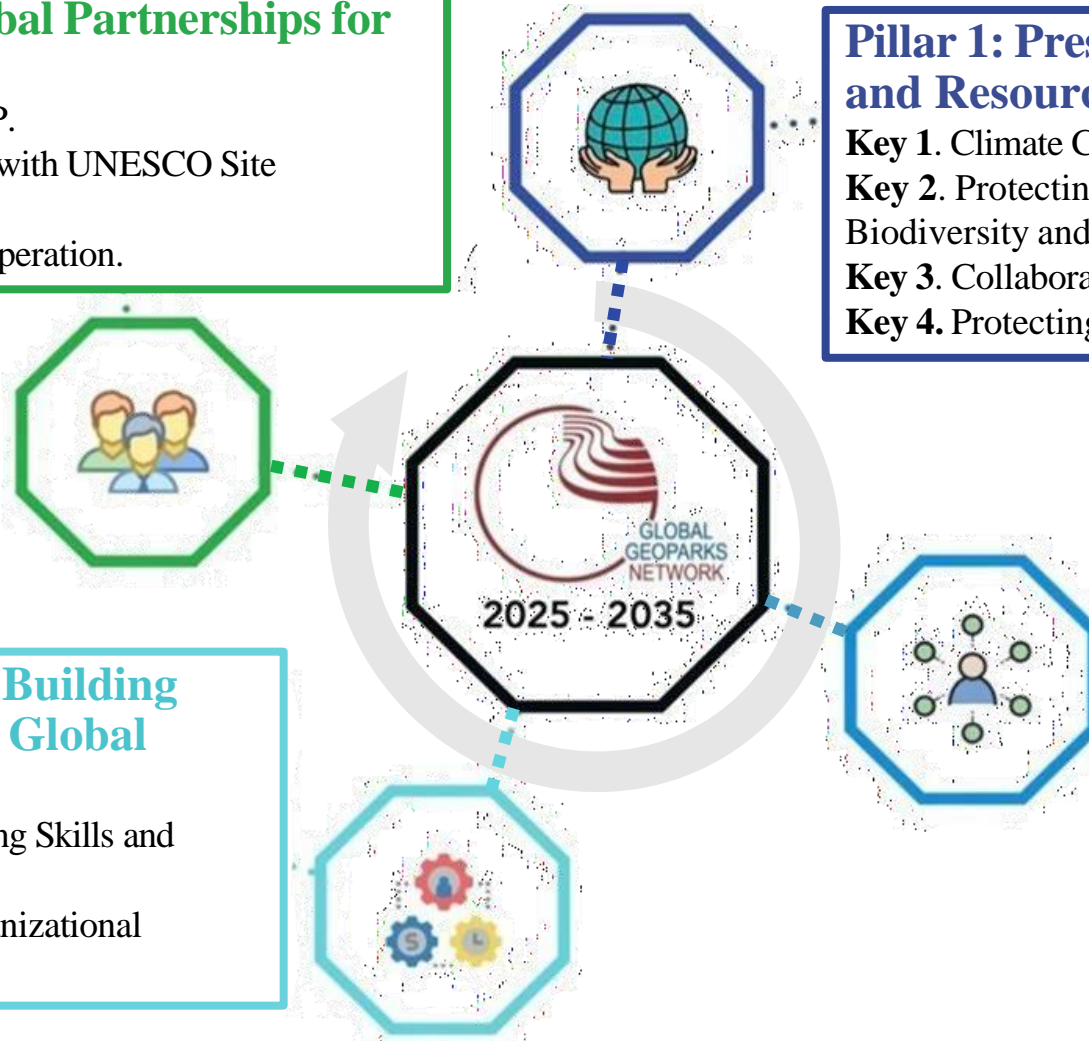 bal Partnerships for
P.
with UNESCO Site
peration.
Pillar 1: Pres
and Resourc
Key 1. Climate C
Key 2. Protectin
Biodiversity and
Key 3. Collabora
Key 4. Protecting
GLOBAL
GEOPARKS
NETWORK
2025 - 2035
Building
Global
ng Skills and
nizational
S
L